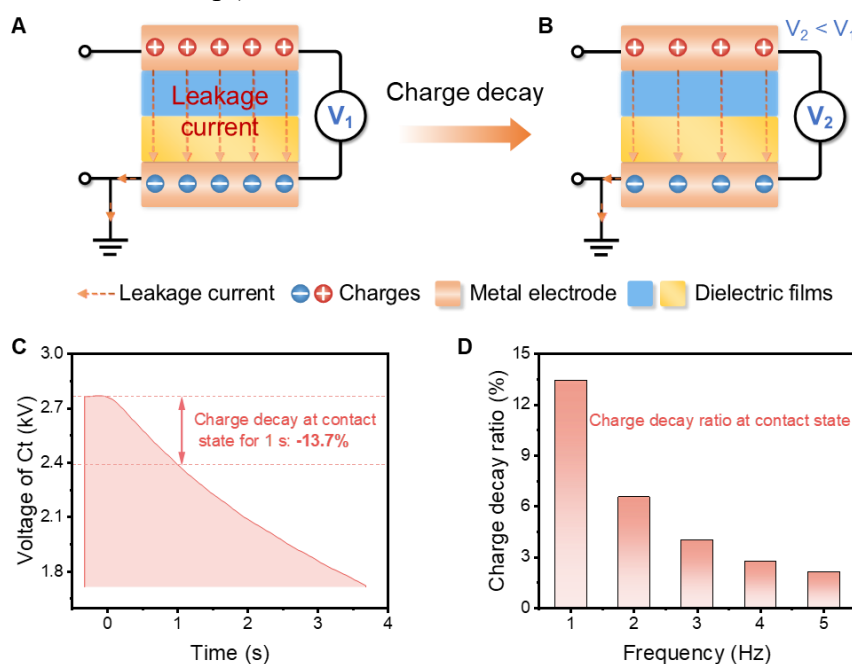 A
B
V₂ < V₁
Leakage
current
V₁
Charge decay
V₂
Leakage current
Charges
Metal electrode
Dielectric films
C
3.0
2.7
2.4
2.1
1.8
Voltage of Ct (kV)
Charge decay at contact
state for 1 s: -13.7%
0
1
2
3
4
Time (s)
D
15
12
9
6
3
0
Charge decay ratio (%)
Charge decay ratio at contact state
1
2
3
4
5
Frequency (Hz)